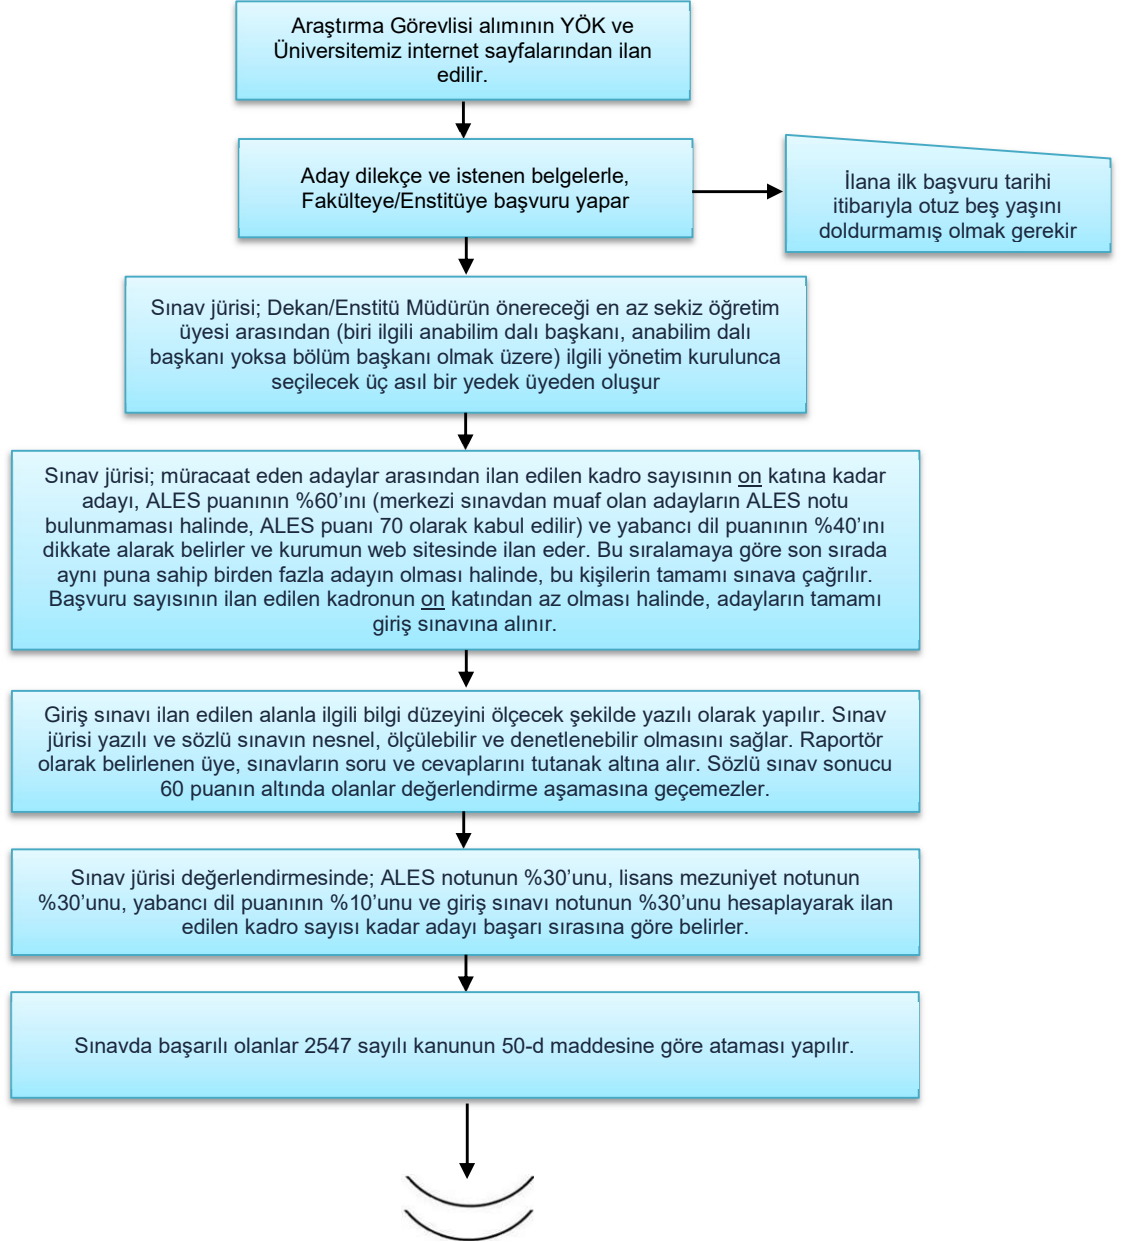 Araştırma Görevlisi alımının YÖK ve
Üniversitemiz internet sayfalarından ilan
edilir.
Aday dilekçe ve istenen belgelerle,
Fakülteye/Enstitüye başvuru yapar
İlana ilk başvuru tarihi
itibarıyla otuz beş yaşını
doldurmamış olmak gerekir
Sınav jürisi; Dekan/Enstitü Müdürün önereceği en az sekiz öğretim
üyesi arasından (biri ilgili anabilim dalı başkanı, anabilim dalı
başkanı yoksa bölüm başkanı olmak üzere) ilgili yönetim kurulunca
seçilecek üç asıl bir yedek üyeden oluşur
Sınav jürisi; müracaat eden adaylar arasından ilan edilen kadro sayısının on katına kadar
adayı, ALES puanının %60’ını (merkezi sınavdan muaf olan adayların ALES notu
bulunmaması halinde, ALES puanı 70 olarak kabul edilir) ve yabancı dil puanının %40’ını
dikkate alarak belirler ve kurumun web sitesinde ilan eder. Bu sıralamaya göre son sırada
aynı puna sahip birden fazla adayın olması halinde, bu kişilerin tamamı sınava çağrılır.
Başvuru sayısının ilan edilen kadronun on katından az olması halinde, adayların tamamı
giriş sınavına alınır.
Giriş sınavı ilan edilen alanla ilgili bilgi düzeyini ölçecek şekilde yazılı olarak yapılır. Sınav
jürisi yazılı ve sözlü sınavın nesnel, ölçülebilir ve denetlenebilir olmasını sağlar. Raportör
olarak belirlenen üye, sınavların soru ve cevaplarını tutanak altına alır. Sözlü sınav sonucu
60 puanın altında olanlar değerlendirme aşamasına geçemezler.
Sınav jürisi değerlendirmesinde; ALES notunun %30’unu, lisans mezuniyet notunun
%30’unu, yabancı dil puanının %10’unu ve giriş sınavı notunun %30’unu hesaplayarak ilan
edilen kadro sayısı kadar adayı başarı sırasına göre belirler.
Sınavda başarılı olanlar 2547 sayılı kanunun 50-d maddesine göre ataması yapılır.